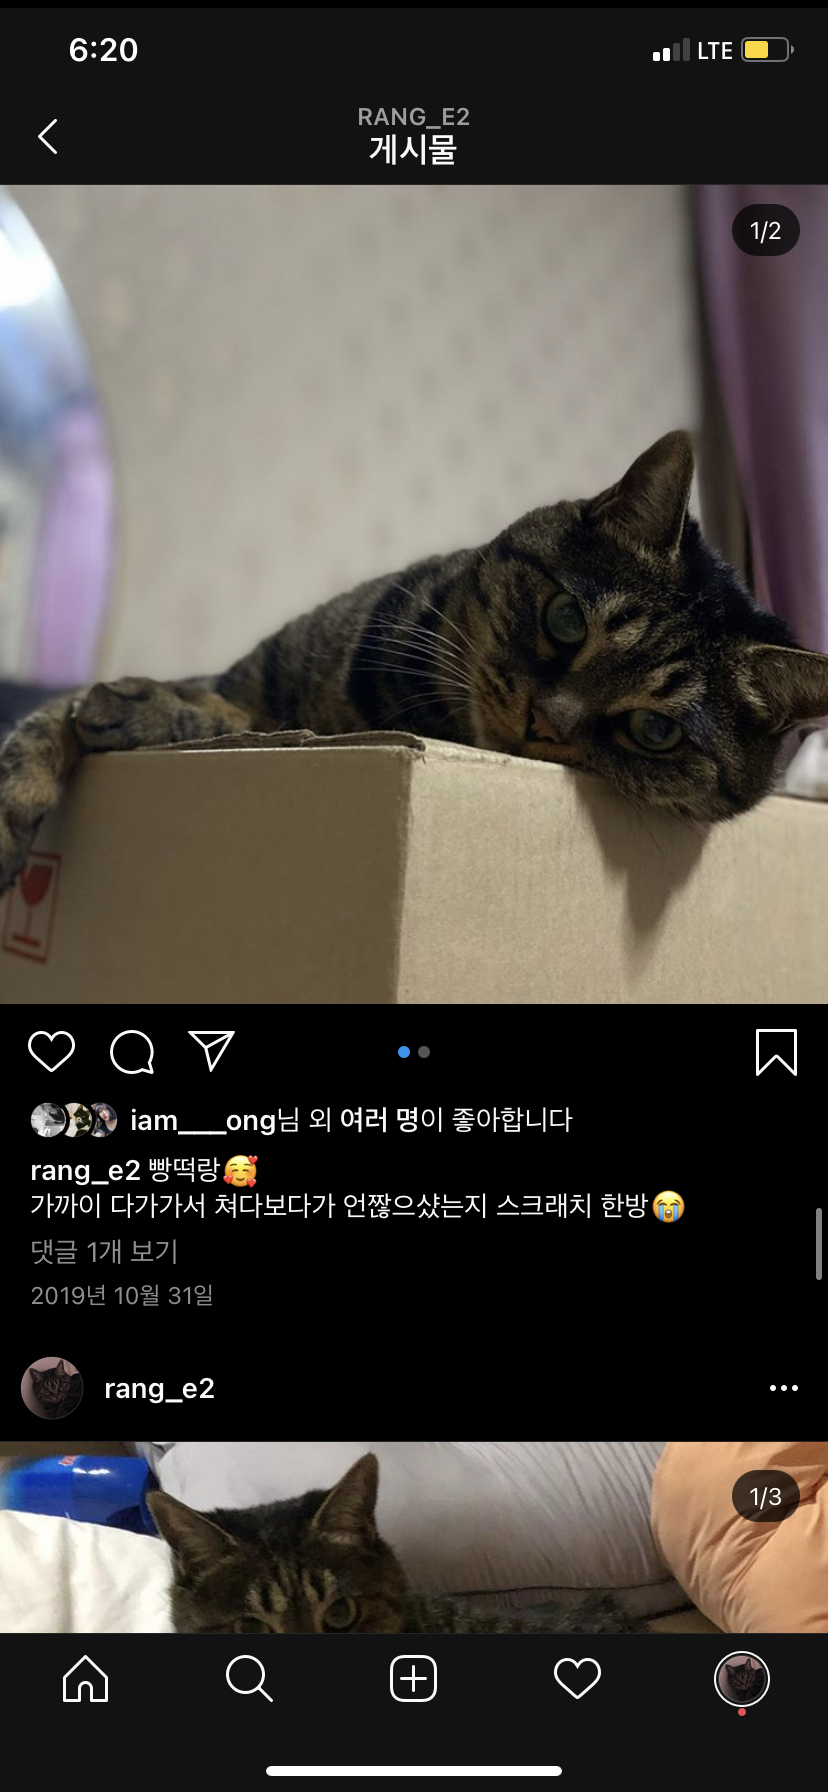 6:20
LTE
RANG_E2
게시물
1/2
iam___ong님 외 여러 명이 좋아합니다
rang_e2 빵떡랑🥰
가까이 다가가서 쳐다보다가 언짢으샸는지 스크래치 한방😭
댓글 1개 보기
2019년 10월 31일
rang_e2
1/3